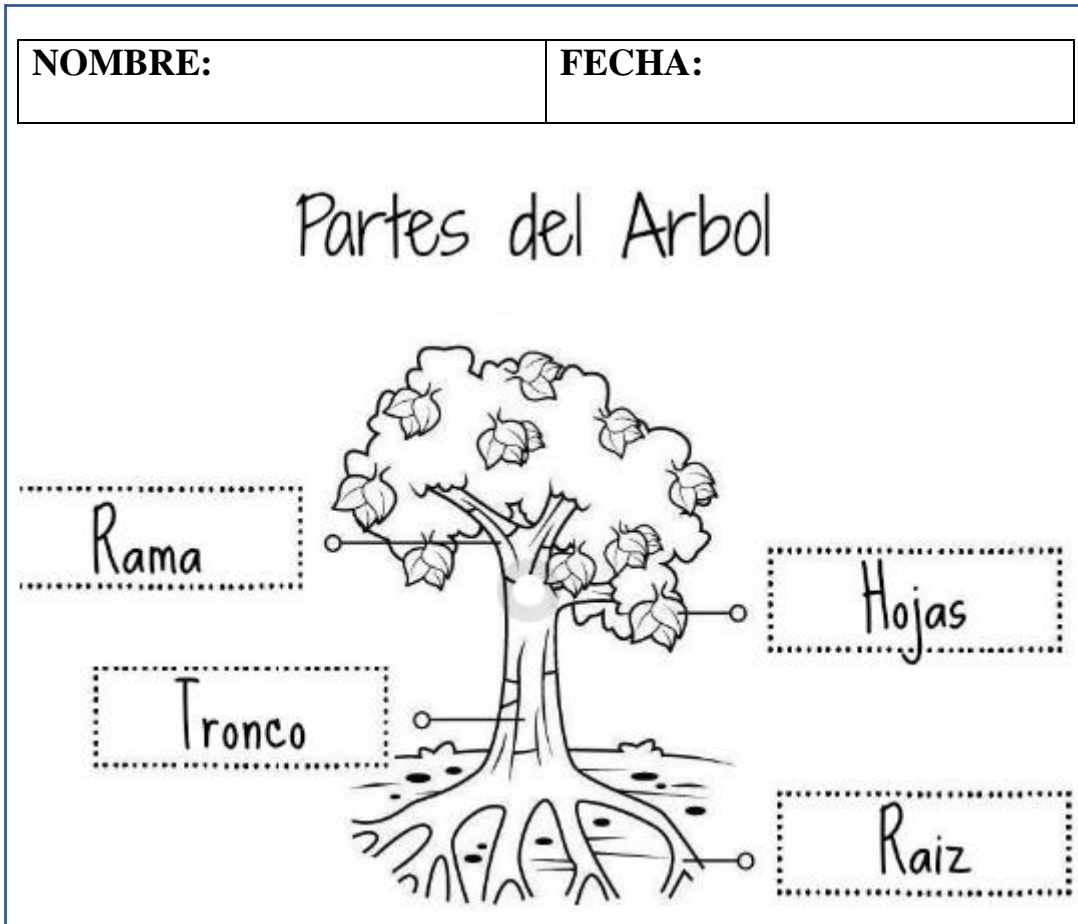 NOMBRE:
FECHA:
Partes del Arbol
Rama
Hojas
Tronco
Raiz